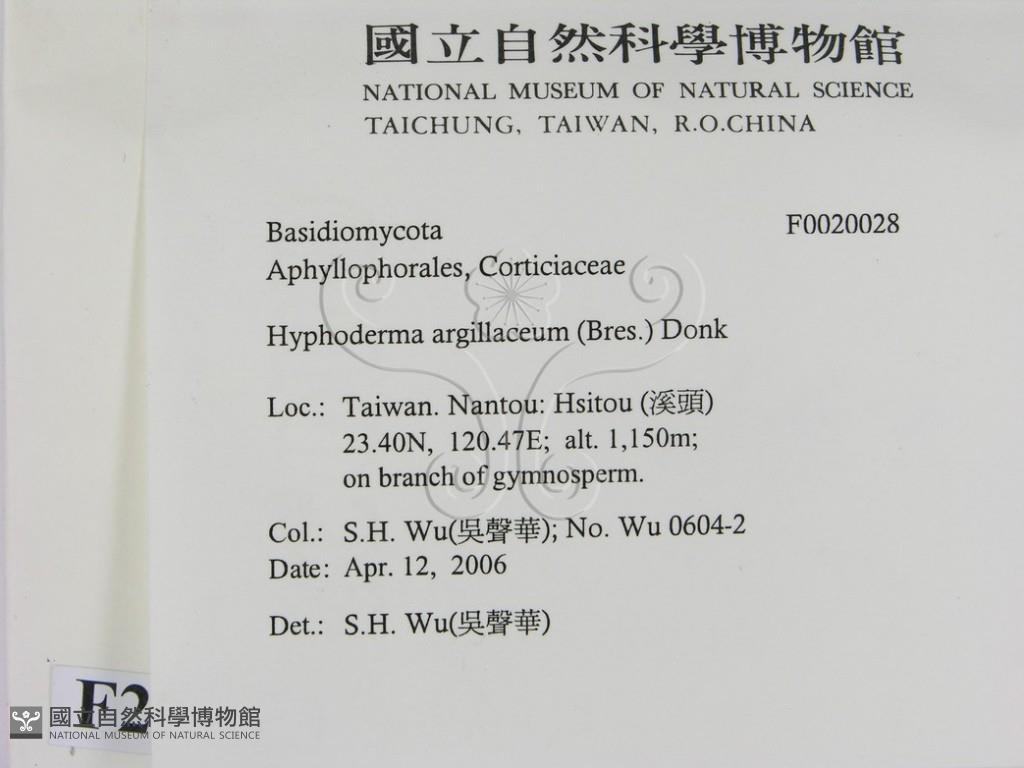 國立自然科學博物館
NATIONAL MUSEUM OF NATURAL SCIENCE
TAICHUNG, TAIWAN, R.O.CHINA
Basidiomycota F0020028
Aphyllophorales, Corticiaceae
Hyphoderma argillaceum (Bres.) Donk
Loc.: Taiwan. Nantou: Hsitou (溪頭)
23.40N, 120.47E; alt. 1,150m;
on branch of gymnosperm.
Col.: S.H. Wu(吳聲華); No. Wu 0604-2
Date: Apr. 12, 2006
Det.: S.H. Wu(吳聲華)
F2
國立自然科學博物館
NATIONAL MUSEUM OF NATURAL SCIENCE